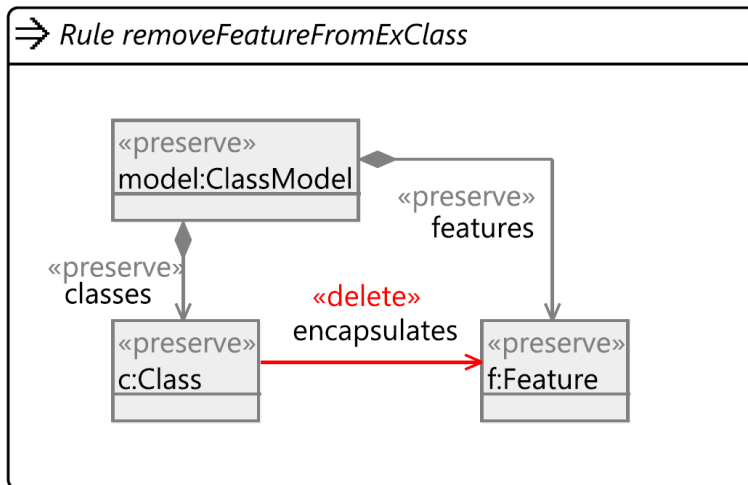 Rule removeFeatureFromExClass
«preserve»
model:ClassModel
«preserve»
features
«preserve»
classes
«delete»
encapsulates
«preserve»
c:Class
«preserve»
f:Feature